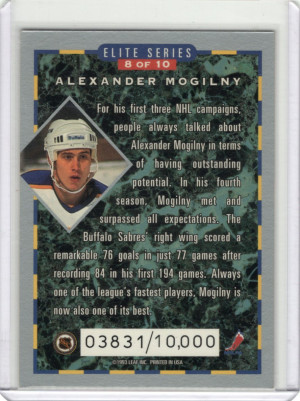 ELITE SERIES
8 OF 10
ALEXANDER MOGILNY
For his first three NHL campaigns,
people always talked about
Alexander Mogilny in terms
of having outstanding
potential. In his fourth
season, Mogilny met and
surpassed all expectations. The
Buffalo Sabres' right wing scored a
remarkable 76 goals in just 77 games after
recording 84 in his first 194 games. Always
one of the league's fastest players, Mogilny is
now also one of its best.
03831/10,000
©1993 LEAF, INC. PRINTED IN USA